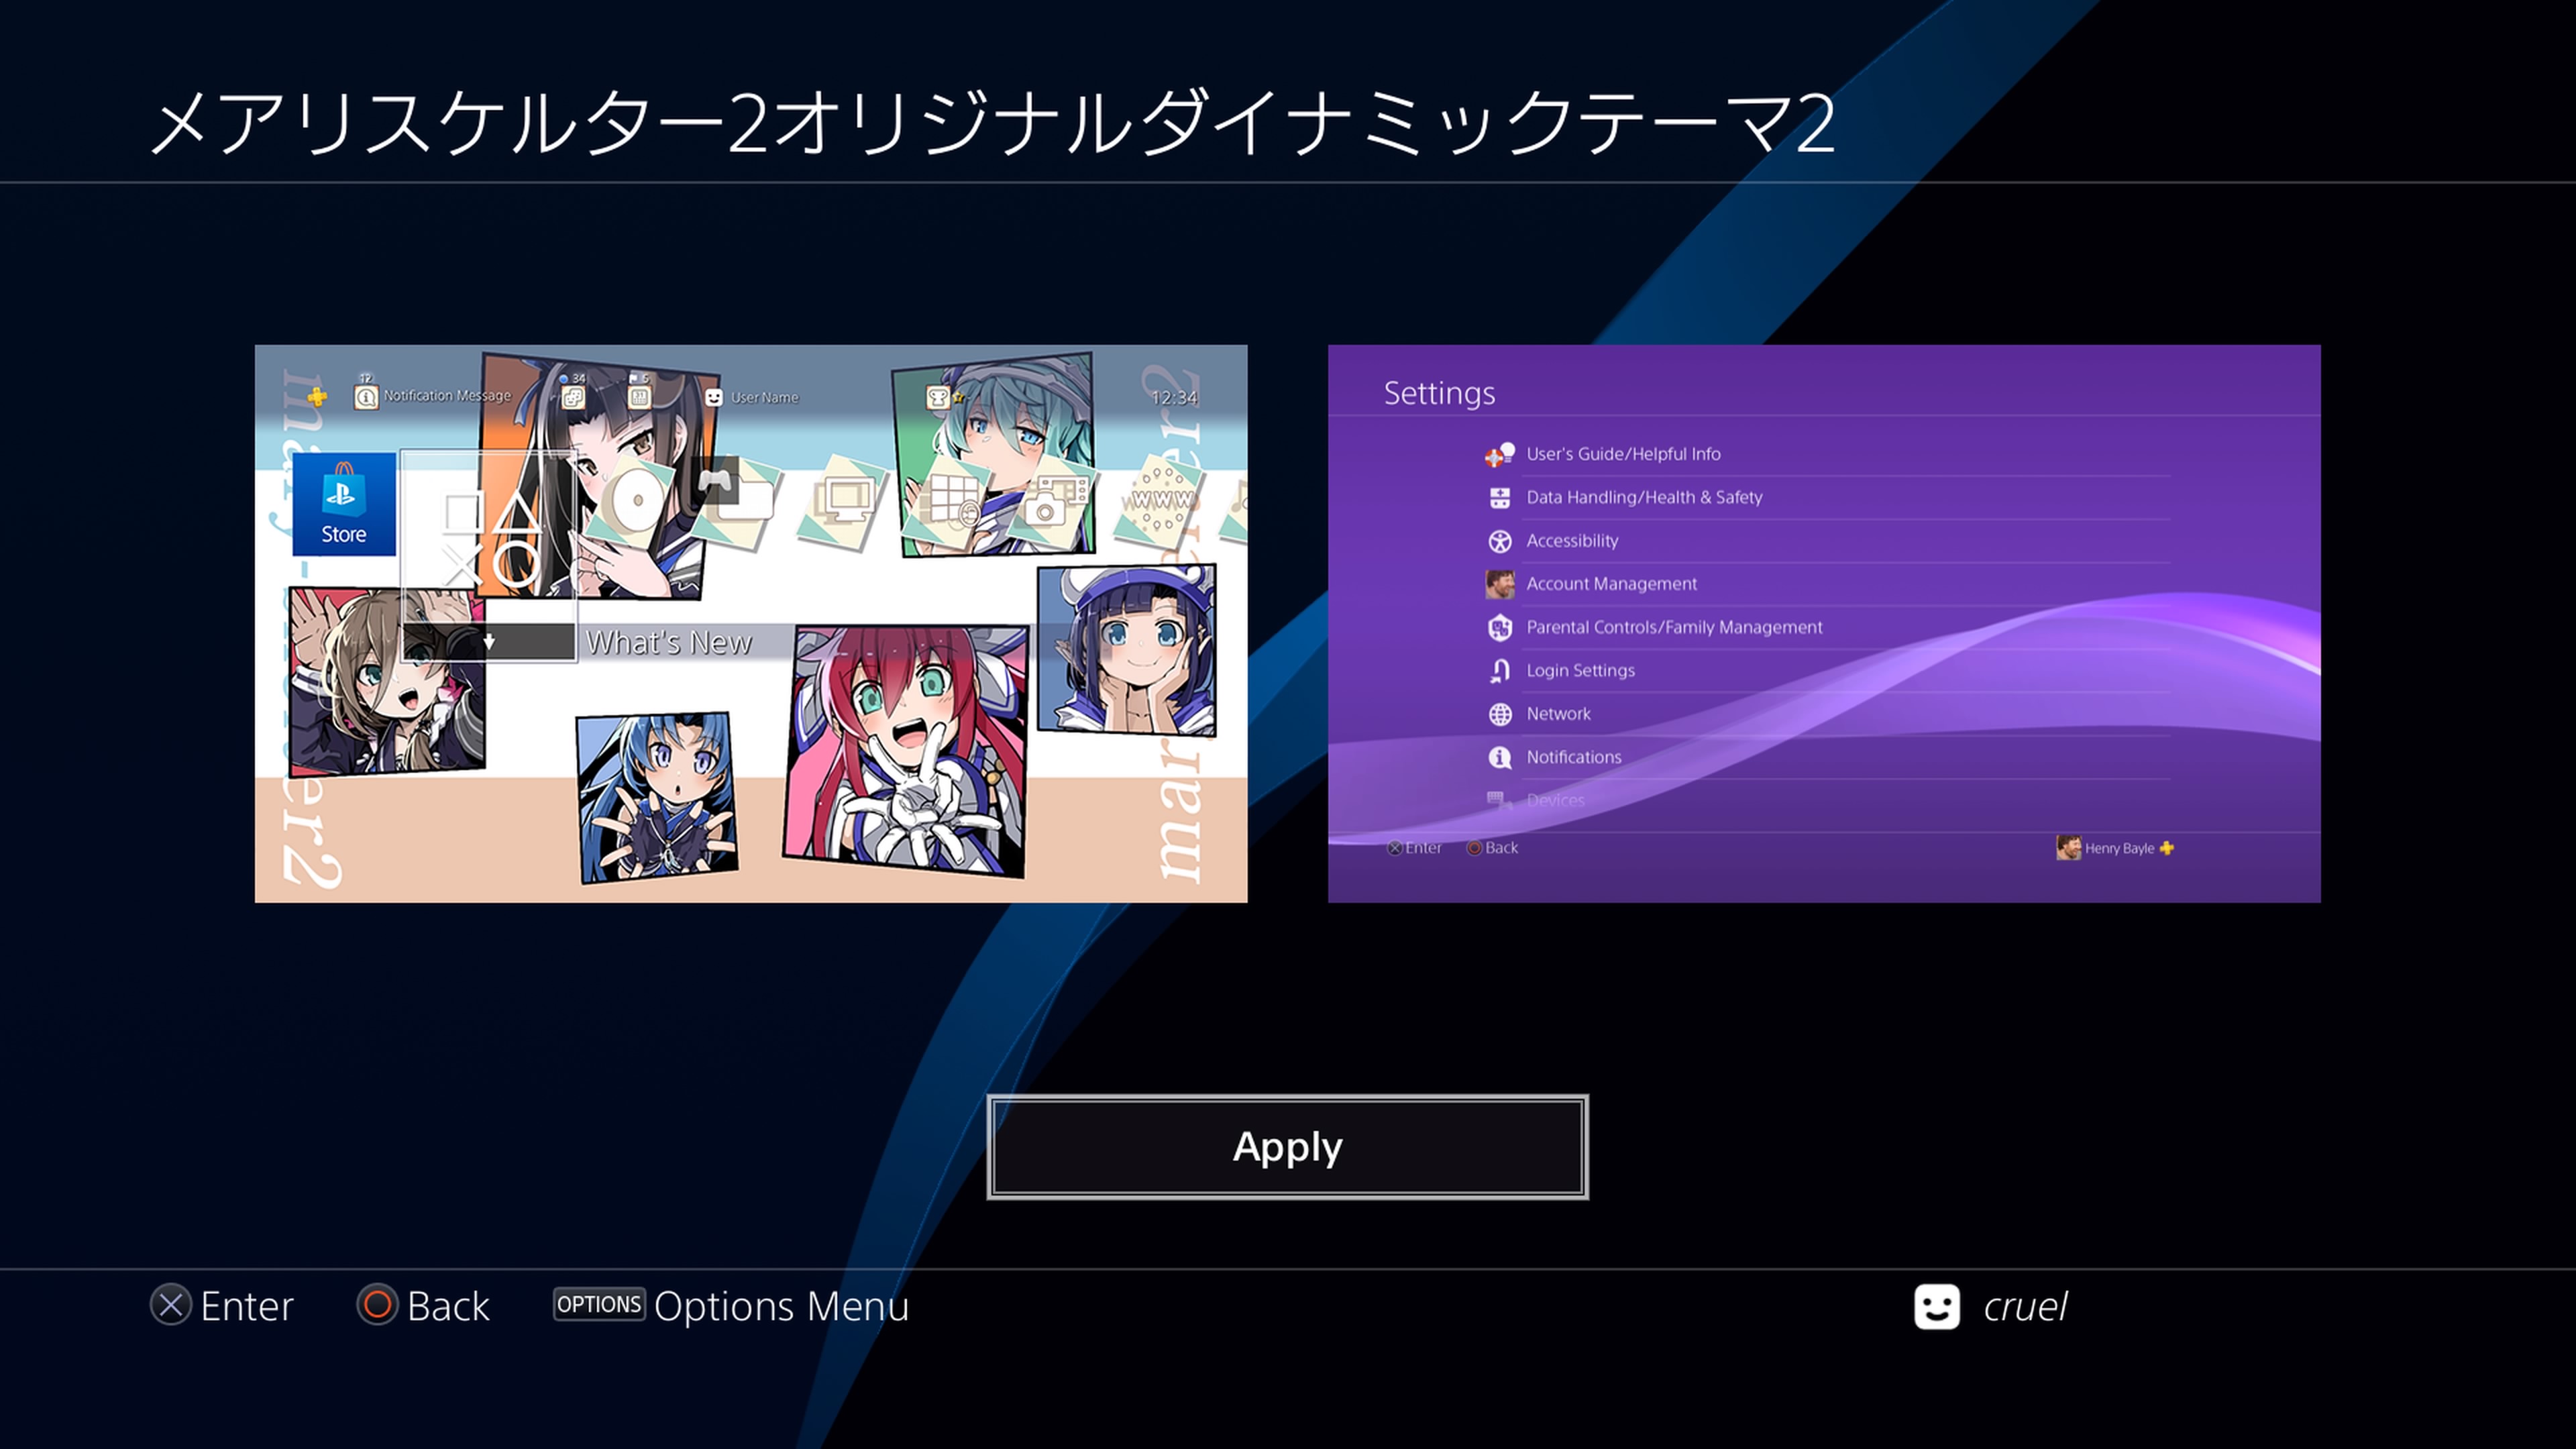 メアリスケルター2オリジナルダイナミックテーマ2
12
Notification Message
34
5
User Name
12:34
Store
WWW
What's New
er2
mar
Settings
User's Guide/Helpful Info
Data Handling/Health & Safety
Accessibility
Account Management
Parental Controls/Family Management
Login Settings
Network
Notifications
Devices
Enter
Back
Henry Bayle
Apply
Enter
Back
OPTIONS Options Menu
cruel